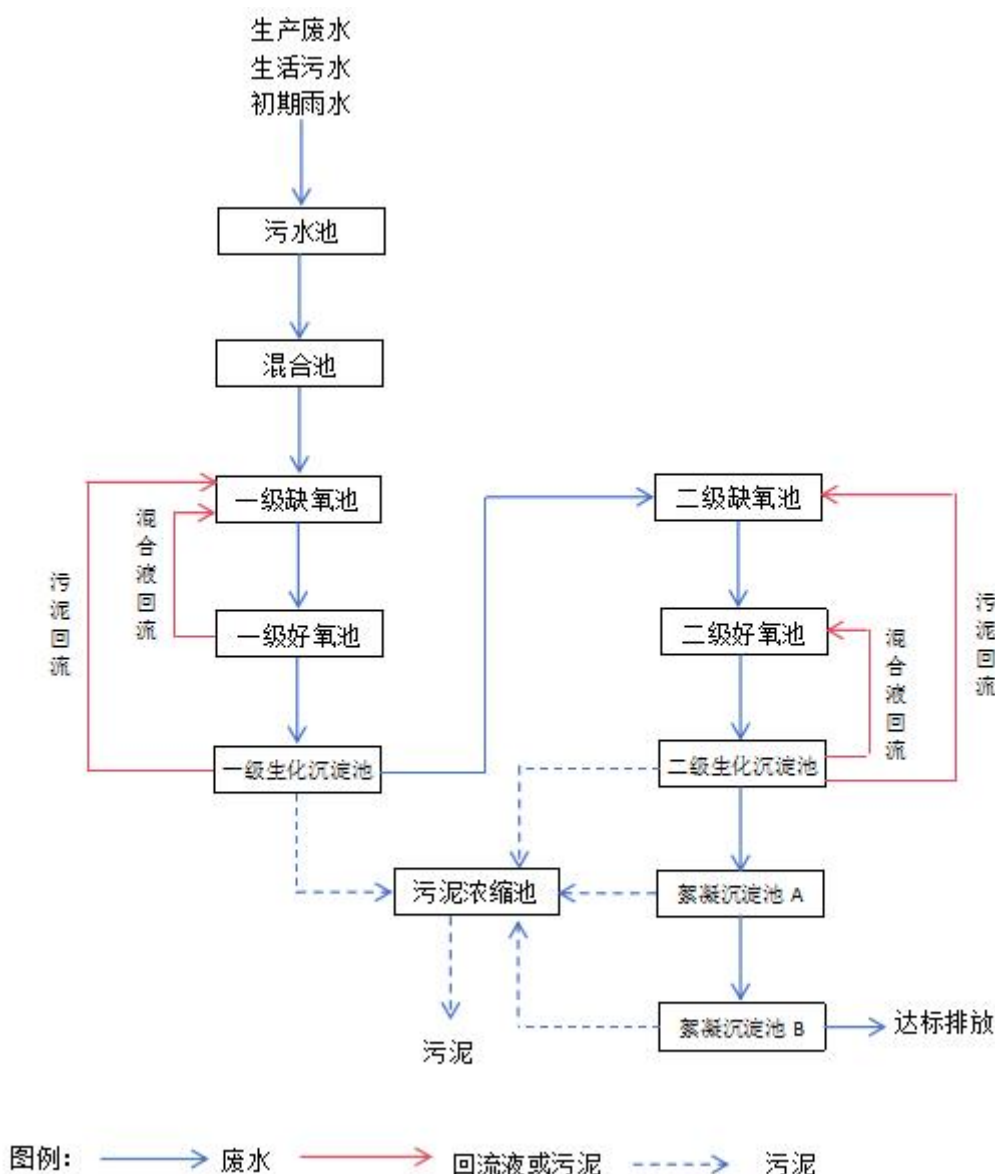 生产废水
生活污水
初期雨水
污水池
混合池
一级缺氧池
二级缺氧池
混合液回流
污泥回流
一级好氧池
二级好氧池
混合液回流
污泥回流
一级生化沉淀池
二级生化沉淀池
污泥浓缩池
絮凝沉淀池 A
絮凝沉淀池 B
达标排放
污泥
图例：
废水
回流液或污泥
污泥